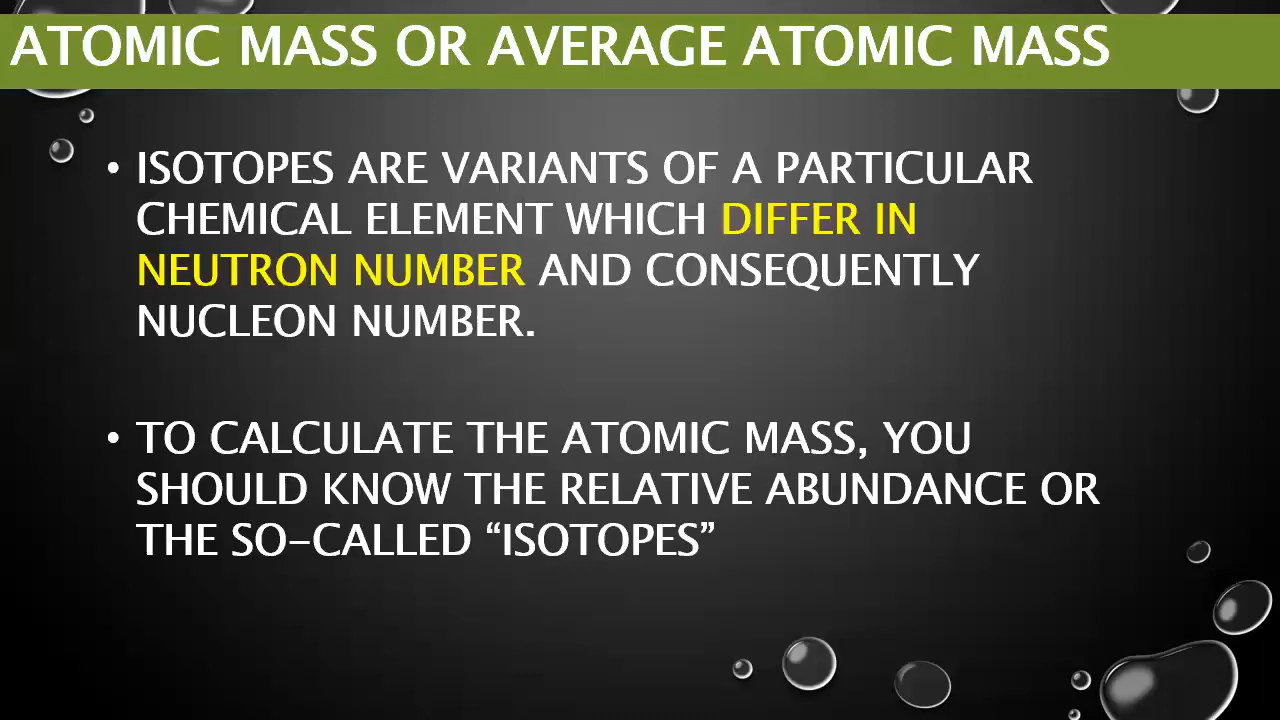 ATOMIC MASS OR AVERAGE ATOMIC MASS
• ISOTOPES ARE VARIANTS OF A PARTICULAR
CHEMICAL ELEMENT WHICH DIFFER IN
NEUTRON NUMBER AND CONSEQUENTLY
NUCLEON NUMBER.
• TO CALCULATE THE ATOMIC MASS, YOU
SHOULD KNOW THE RELATIVE ABUNDANCE OR
THE SO-CALLED “ISOTOPES”